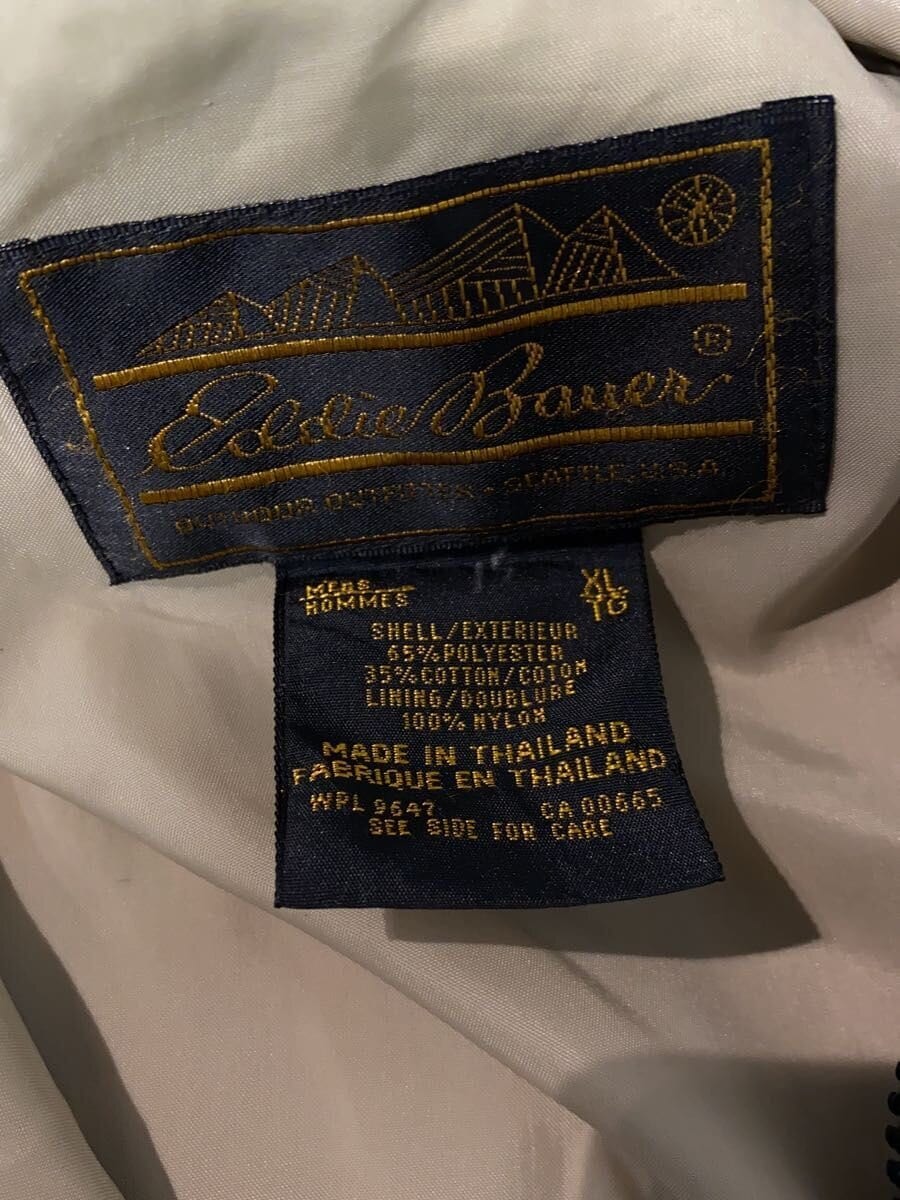 Eddie Bauer ®
OUTDOOR OUTFITTERS • SEATTLE, U.S.A.
MENS
HOMMES
XL
TG
SHELL/EXTERIEUR
65% POLYESTER
35% COTTON/COTON
LINING/DOUBLURE
100% NYLON
MADE IN THAILAND
FABRIQUE EN THAILAND
WPL 9647 CA 00665
SEE SIDE FOR CARE